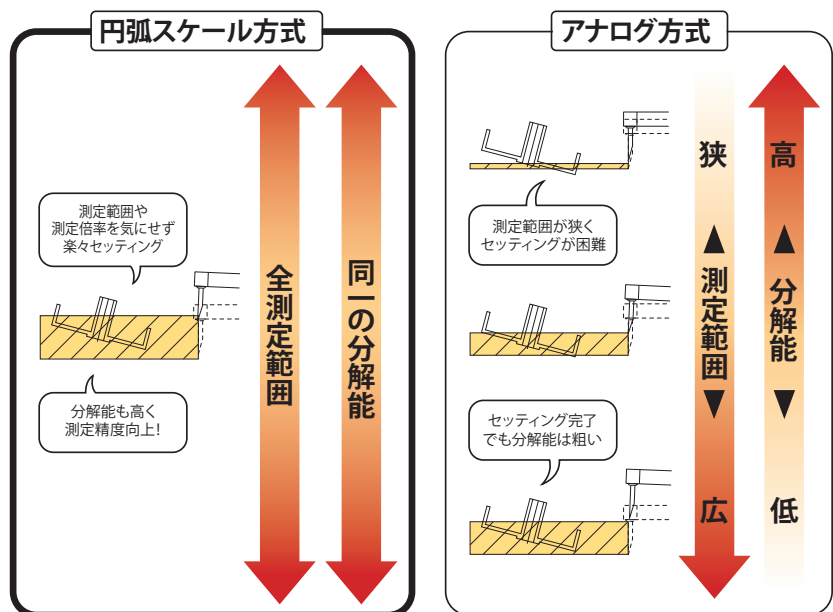 円弧スケール方式
測定範囲や
測定倍率を気にせず
楽々セッティング
分解能も高く
測定精度向上!
全測定範囲
同一の分解能
アナログ方式
測定範囲が狭く
セッティングが困難
セッティング完了
でも分解能は粗い
狭
▲
測定範囲
▼
広
高
▲
分解能
▼
低